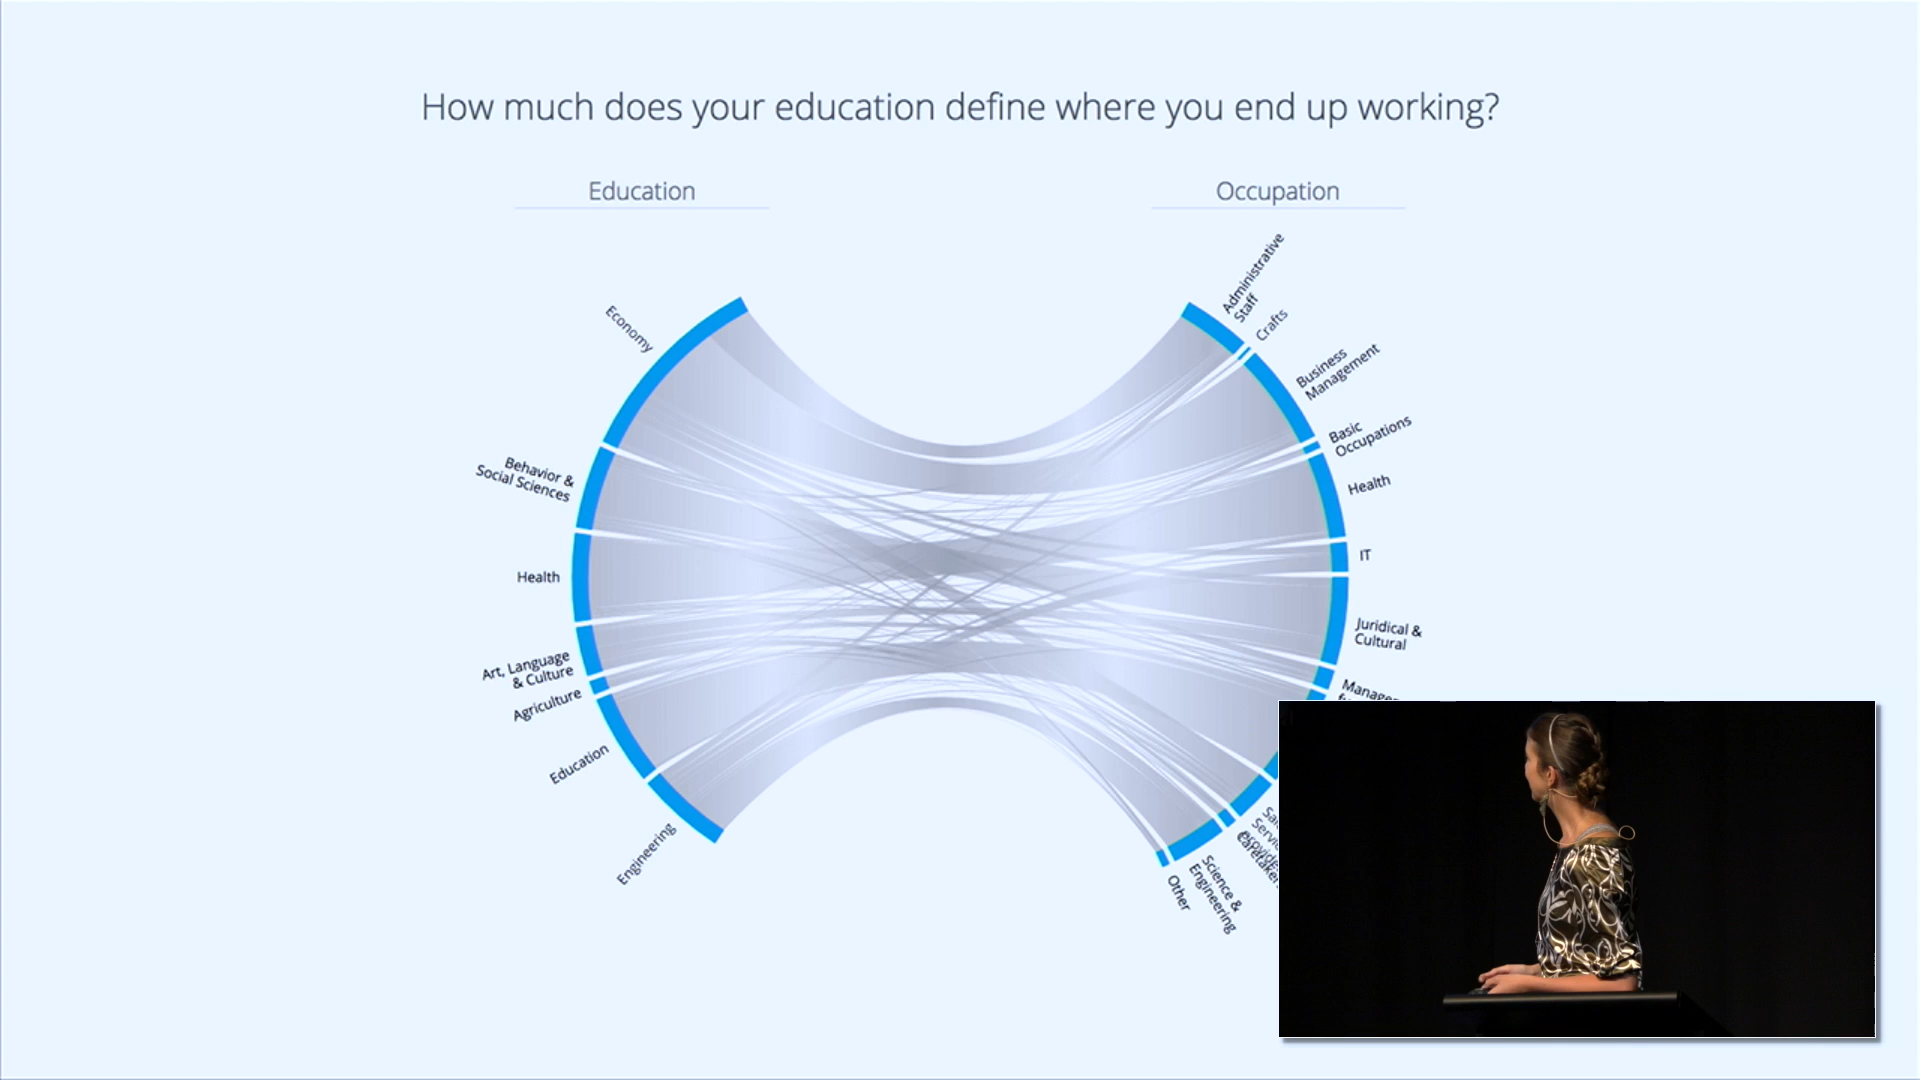 How much does your education define where you end up working?
Education
Occupation
Economy
Behavior &
Social Sciences
Health
Art, Language
& Culture
Agriculture
Education
Engineering
Administrative
Staff
Crafts
Business
Management
Basic
Occupations
Health
IT
Juridical &
Cultural
Science &
Engineering
Other